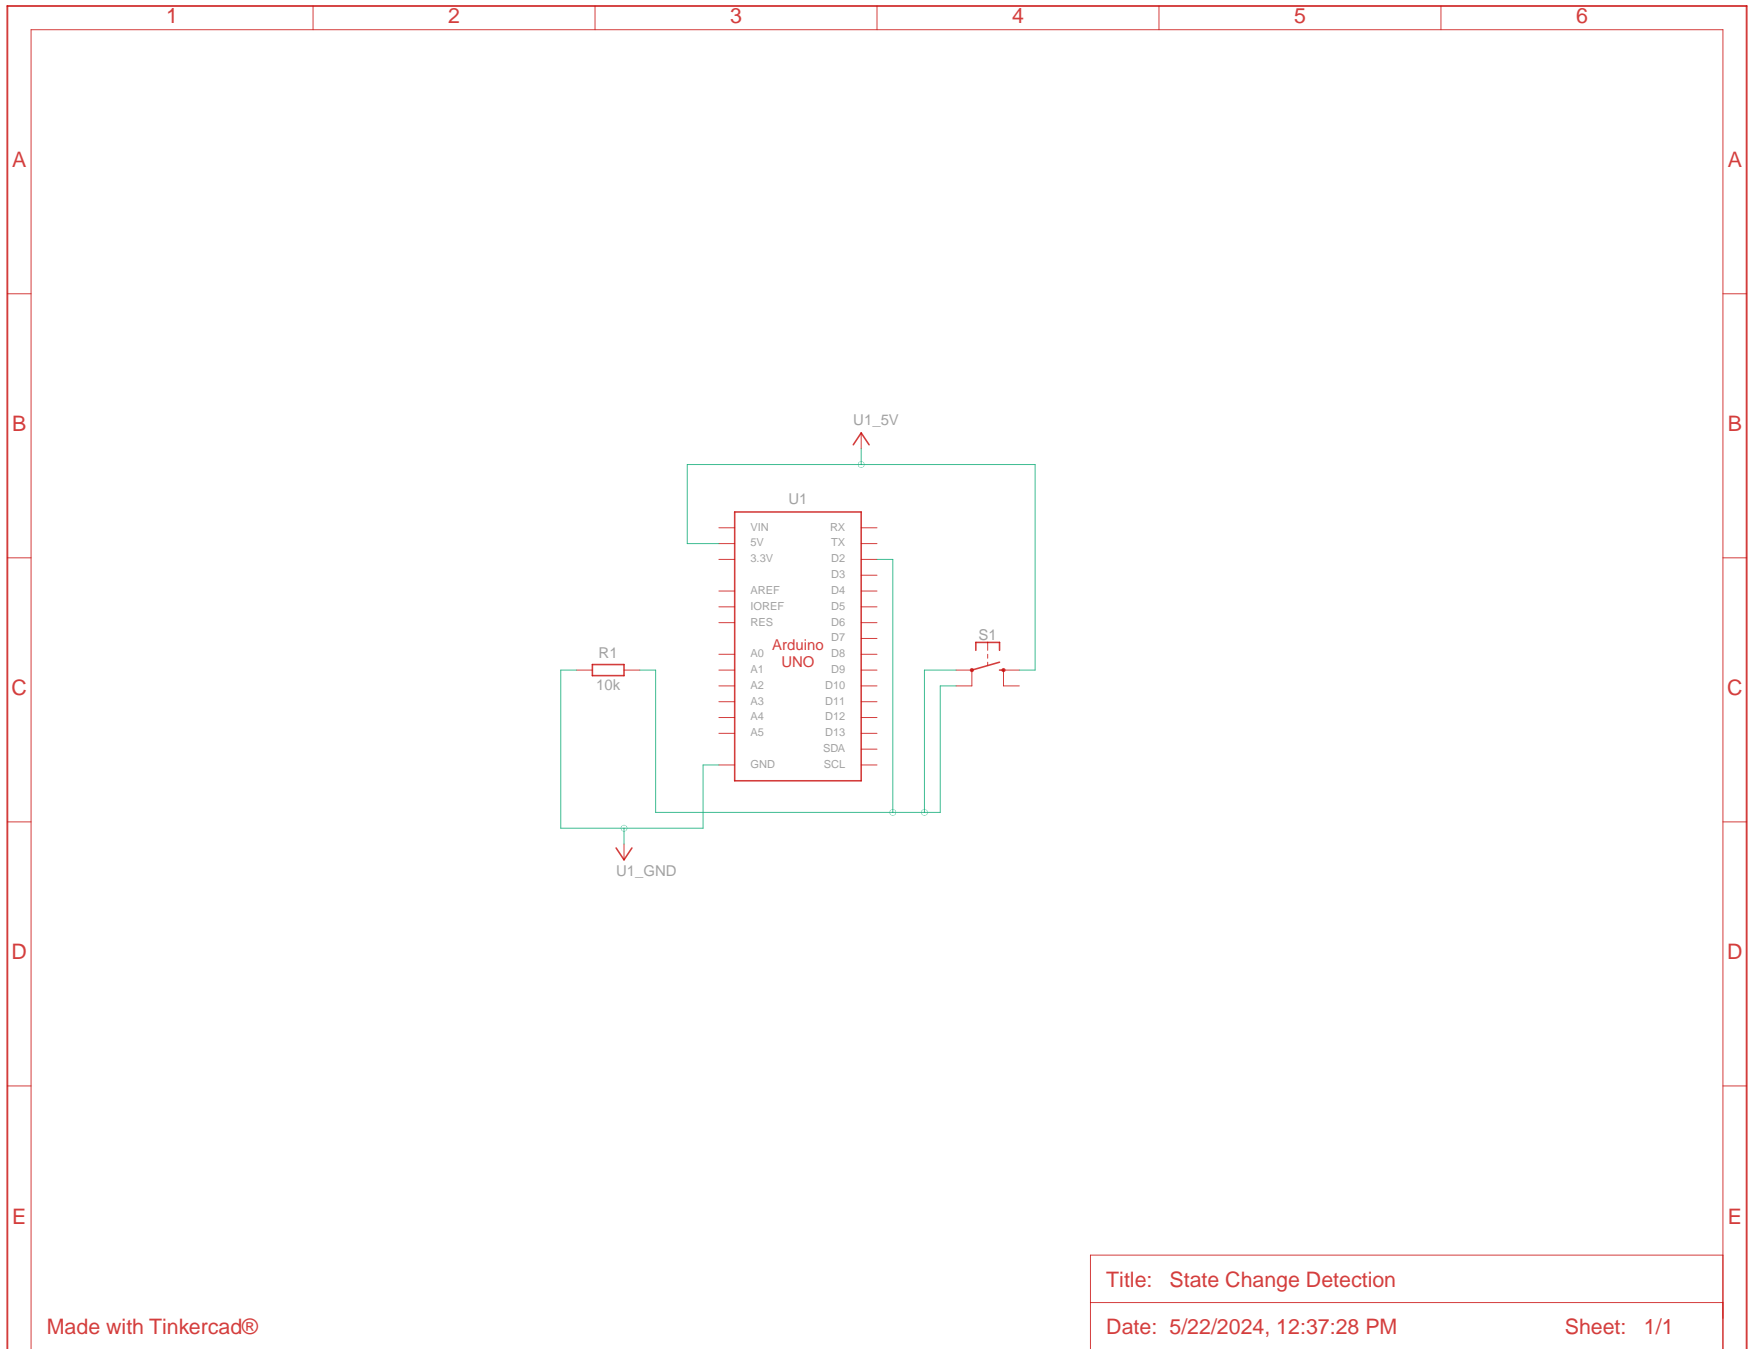 1 2 3 4 5 6
A A
B B
U1_5V
U1
VIN RX
5V TX
3.3V D2
D3
AREF D4
IOREF D5
RES D6
D7
Arduino
UNO
A0 D8
A1 D9
A2 D10
A3 D11
A4 D12
A5 D13
SDA
GND SCL
S1
R1
10k
C C
U1_GND
D D
E E
Title: State Change Detection
Made with Tinkercad®
Date: 5/22/2024, 12:37:28 PM Sheet: 1/1